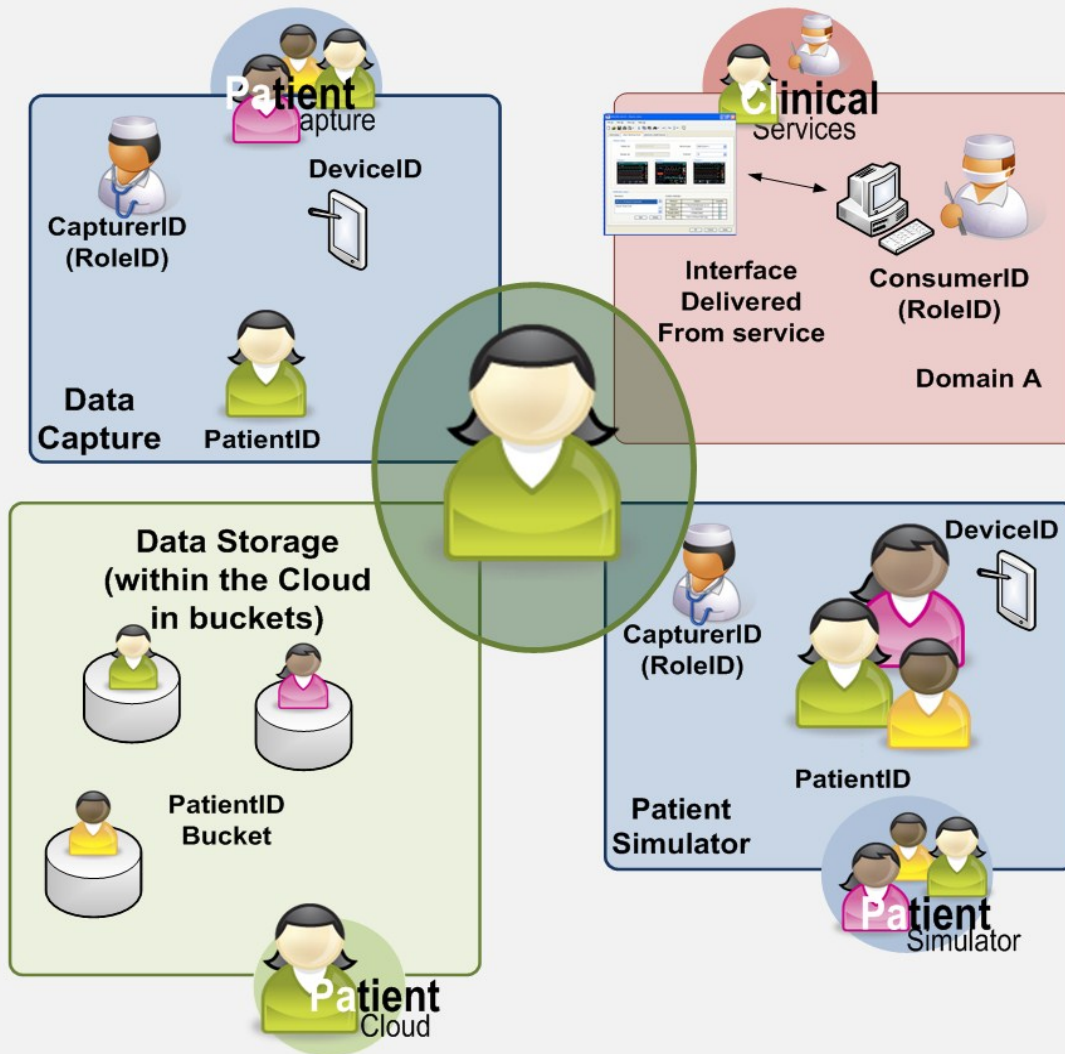 Patient
Capture
CapturerID
(RoleID)
DeviceID
PatientID
Data
Capture
Clinical
Services
Interface
Delivered
From service
ConsumerID
(RoleID)
Domain A
Data Storage
(within the Cloud
in buckets)
PatientID
Bucket
Patient
Cloud
CapturerID
(RoleID)
DeviceID
PatientID
Patient
Simulator
Patient
Simulator